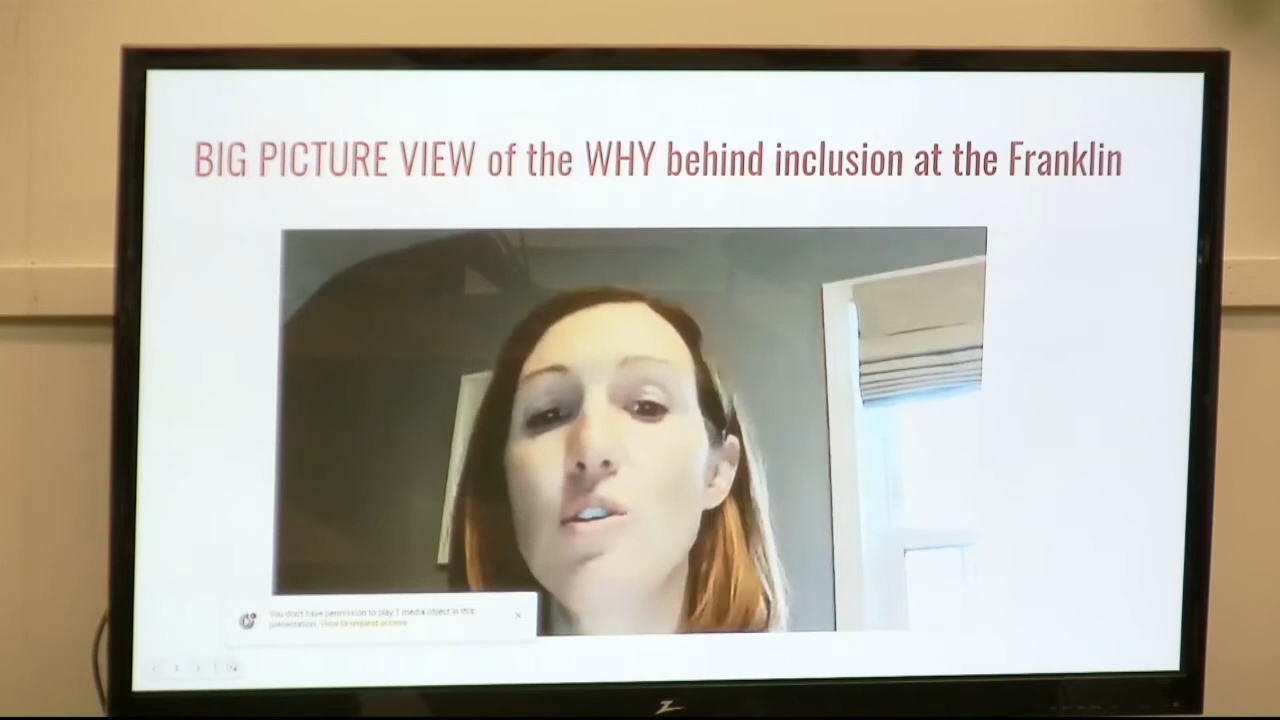 BIG PICTURE VIEW of the WHY behind inclusion at the Franklin
You don't have permission to play 1 media object in this
presentation.